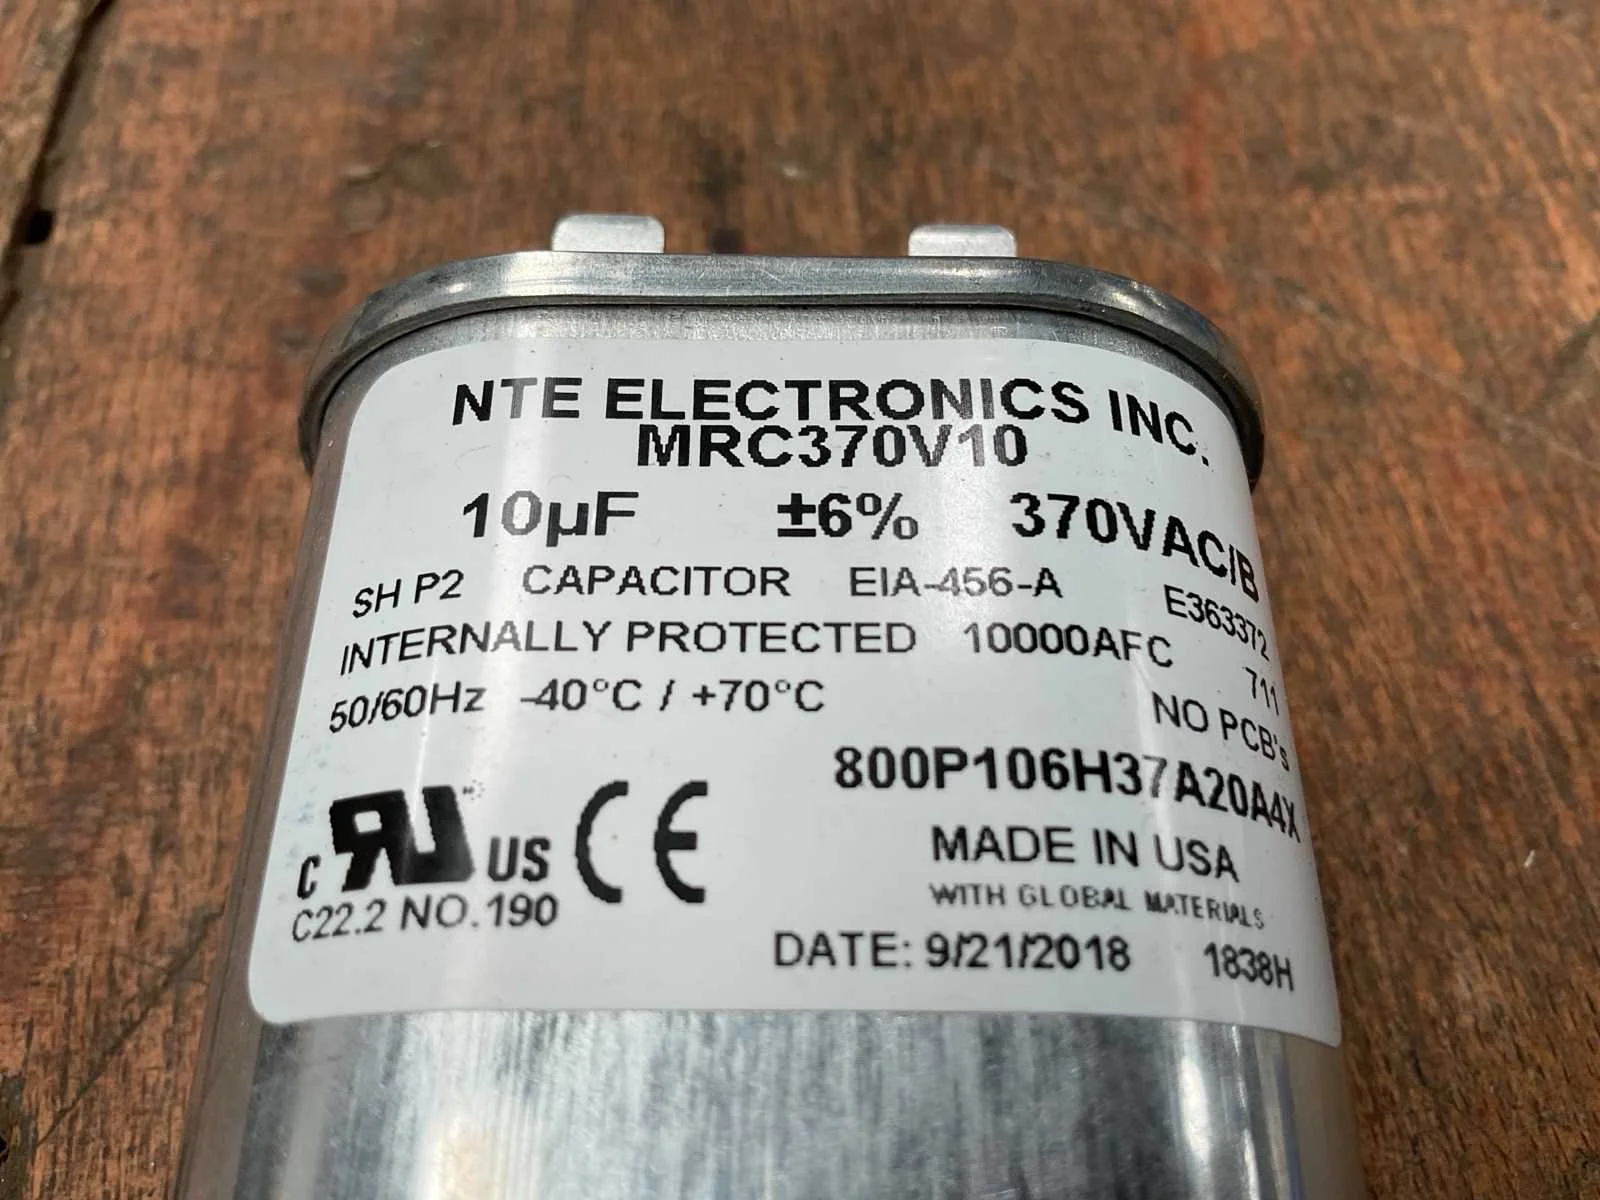 NTE ELECTRONICS INC.
MRC370V10
10µF ±6% 370VAC/B
SH P2 CAPACITOR EIA-456-A E363372
INTERNALLY PROTECTED 10000AFC 711
50/60Hz -40°C / +70°C NO PCB's
800P106H37A20A4X
C RU US CE
MADE IN USA
C22.2 NO.190
WITH GLOBAL MATERIALS
DATE: 9/21/2018 1838H